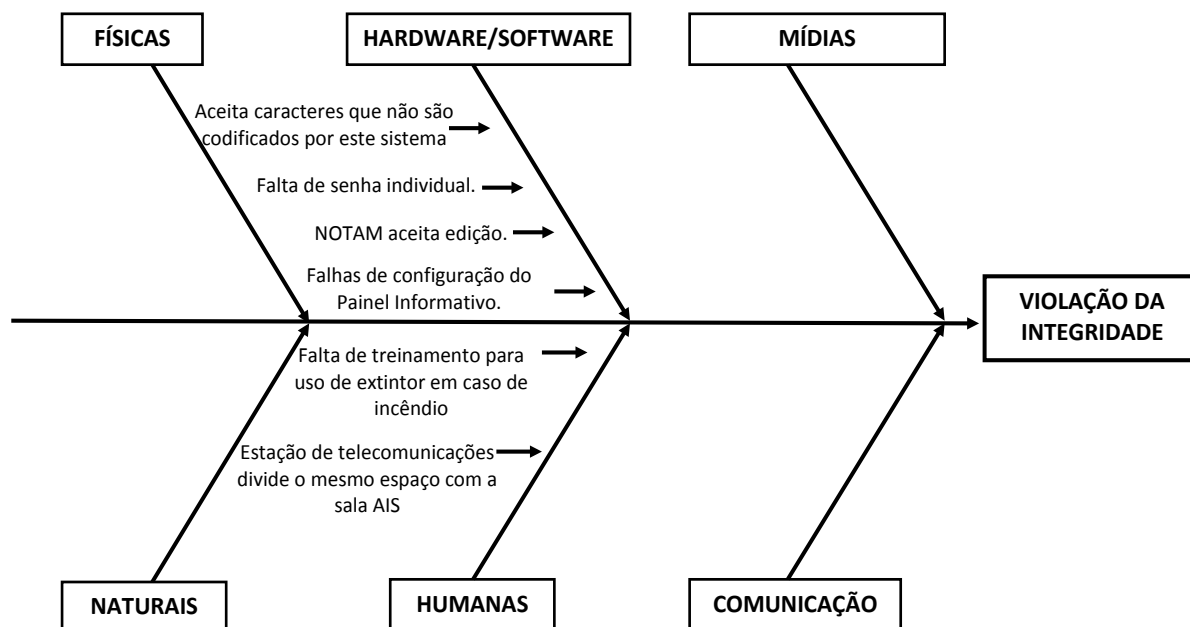 FÍSICAS
HARDWARE/SOFTWARE
MÍDIAS
Aceita caracteres que não são
codificados por este sistema
Falta de senha individual.
NOTAM aceita edição.
Falhas de configuração do
Painel Informativo.
VIOLAÇÃO DA
INTEGRIDADE
Falta de treinamento para
uso de extintor em caso de
incêndio
Estação de telecomunicações
divide o mesmo espaço com a
sala AIS
NATURAIS
HUMANAS
COMUNICAÇÃO